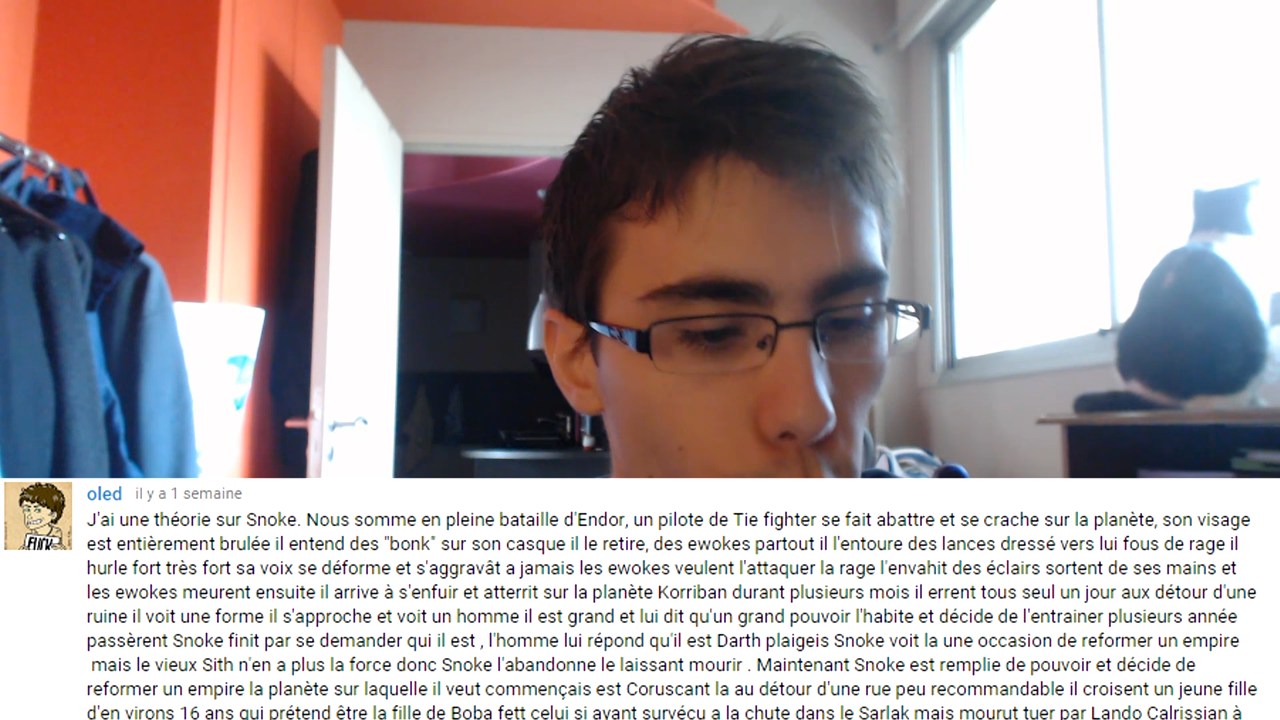 oled il y a 1 semaine
J'ai une théorie sur Snoke. Nous somme en pleine bataille d'Endor, un pilote de Tie fighter se fait abattre et se crache sur la planète, son visage
est entièrement brulée il entend des "bonk" sur son casque il le retire, des ewokes partout il l'entoure des lances dressé vers lui fous de rage il
hurle fort très fort sa voix se déforme et s'aggravât a jamais les ewokes veulent l'attaquer la rage l'envahit des éclairs sortent de ses mains et
les ewokes meurent ensuite il arrive à s'enfuir et atterrit sur la planète Korriban durant plusieurs mois il errent tous seul un jour aux détour d'une
ruine il voit une forme il s'approche et voit un homme il est grand et lui dit qu'un grand pouvoir l'habite et décide de l'entrainer plusieurs année
passèrent Snoke finit par se demander qui il est , l'homme lui répond qu'il est Darth plaigeis Snoke voit la une occasion de reformer un empire
mais le vieux Sith n'en a plus la force donc Snoke l'abandonne le laissant mourir . Maintenant Snoke est remplie de pouvoir et décide de
reformer un empire la planète sur laquelle il veut commençais est Coruscant la au détour d'une rue peu recommandable il croisent un jeune fille
d'en virons 16 ans qui prétend être la fille de Boba fett celui si ayant survécu a la chute dans le Sarlak mais mourut tuer par Lando Calrissian à
FUCK